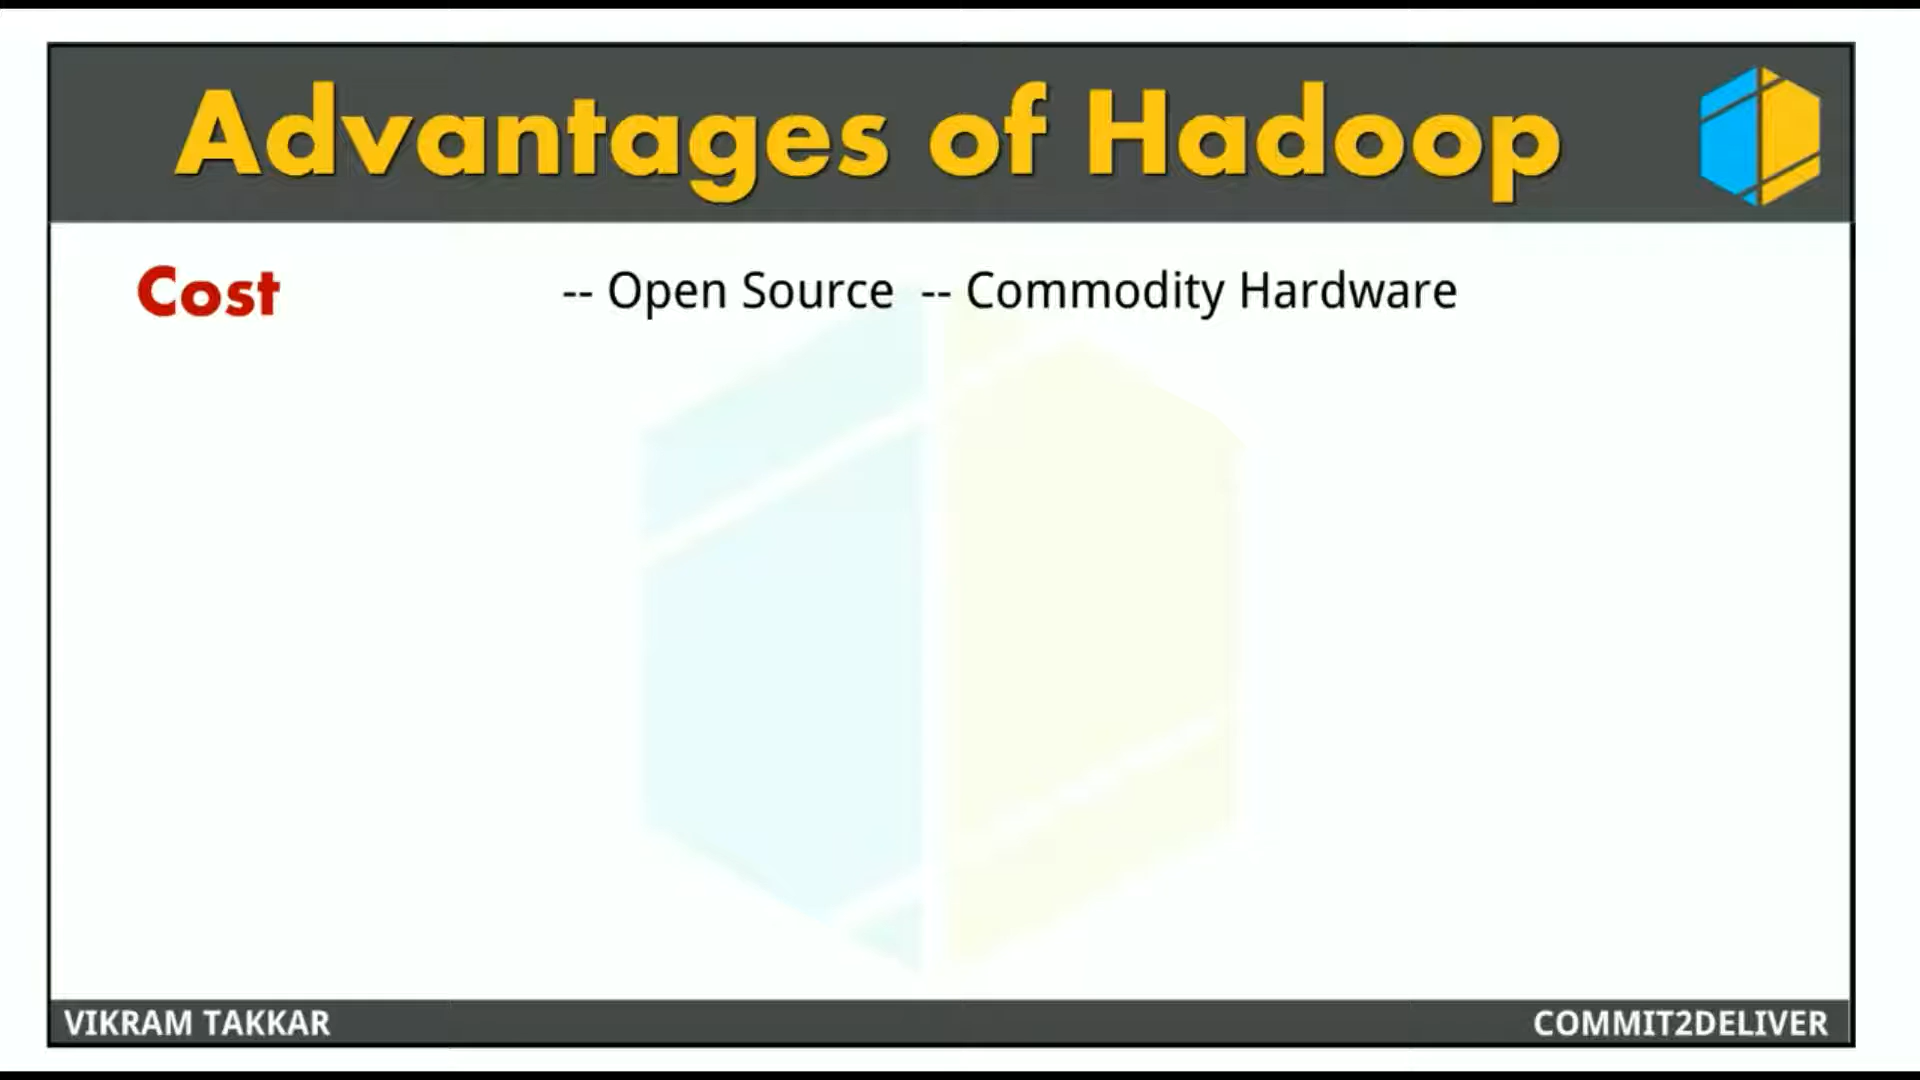 Advantages of Hadoop
Cost -- Open Source -- Commodity Hardware
VIKRAM TAKKAR COMMIT2DELIVER